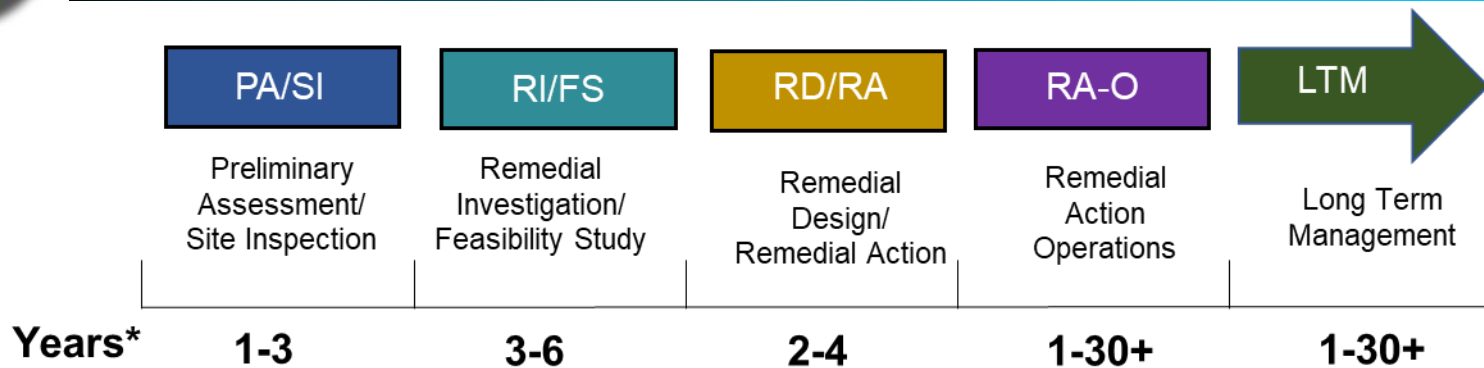 PA/SI
RI/FS
RD/RA
RA-O
LTM
Preliminary
Assessment/
Site Inspection
Remedial
Investigation/
Feasibility Study
Remedial
Design/
Remedial Action
Remedial
Action
Operations
Long Term
Management
Years*
1-3
3-6
2-4
1-30+
1-30+